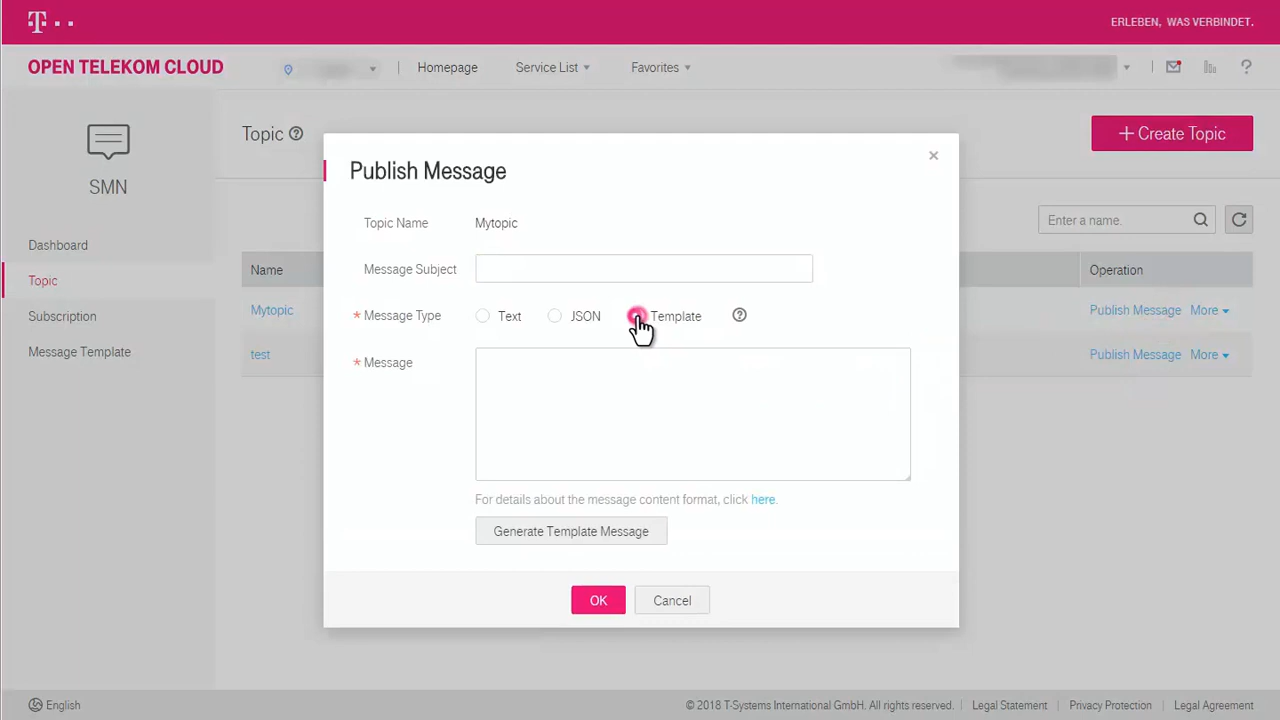 T
ERLEBEN, WAS VERBINDET.
OPEN TELEKOM CLOUD
Homepage
Service List
Favorites
SMN
Dashboard
Topic
Subscription
Message Template
Topic
+ Create Topic
Enter a name.
Name
Operation
Mytopic
Publish Message More
test
Publish Message More
Publish Message
Topic Name Mytopic
Message Subject
* Message Type Text JSON Template
* Message
For details about the message content format, click here.
Generate Template Message
OK
Cancel
English
© 2018 T-Systems International GmbH. All rights reserved. | Legal Statement | Privacy Protection | Legal Agreement